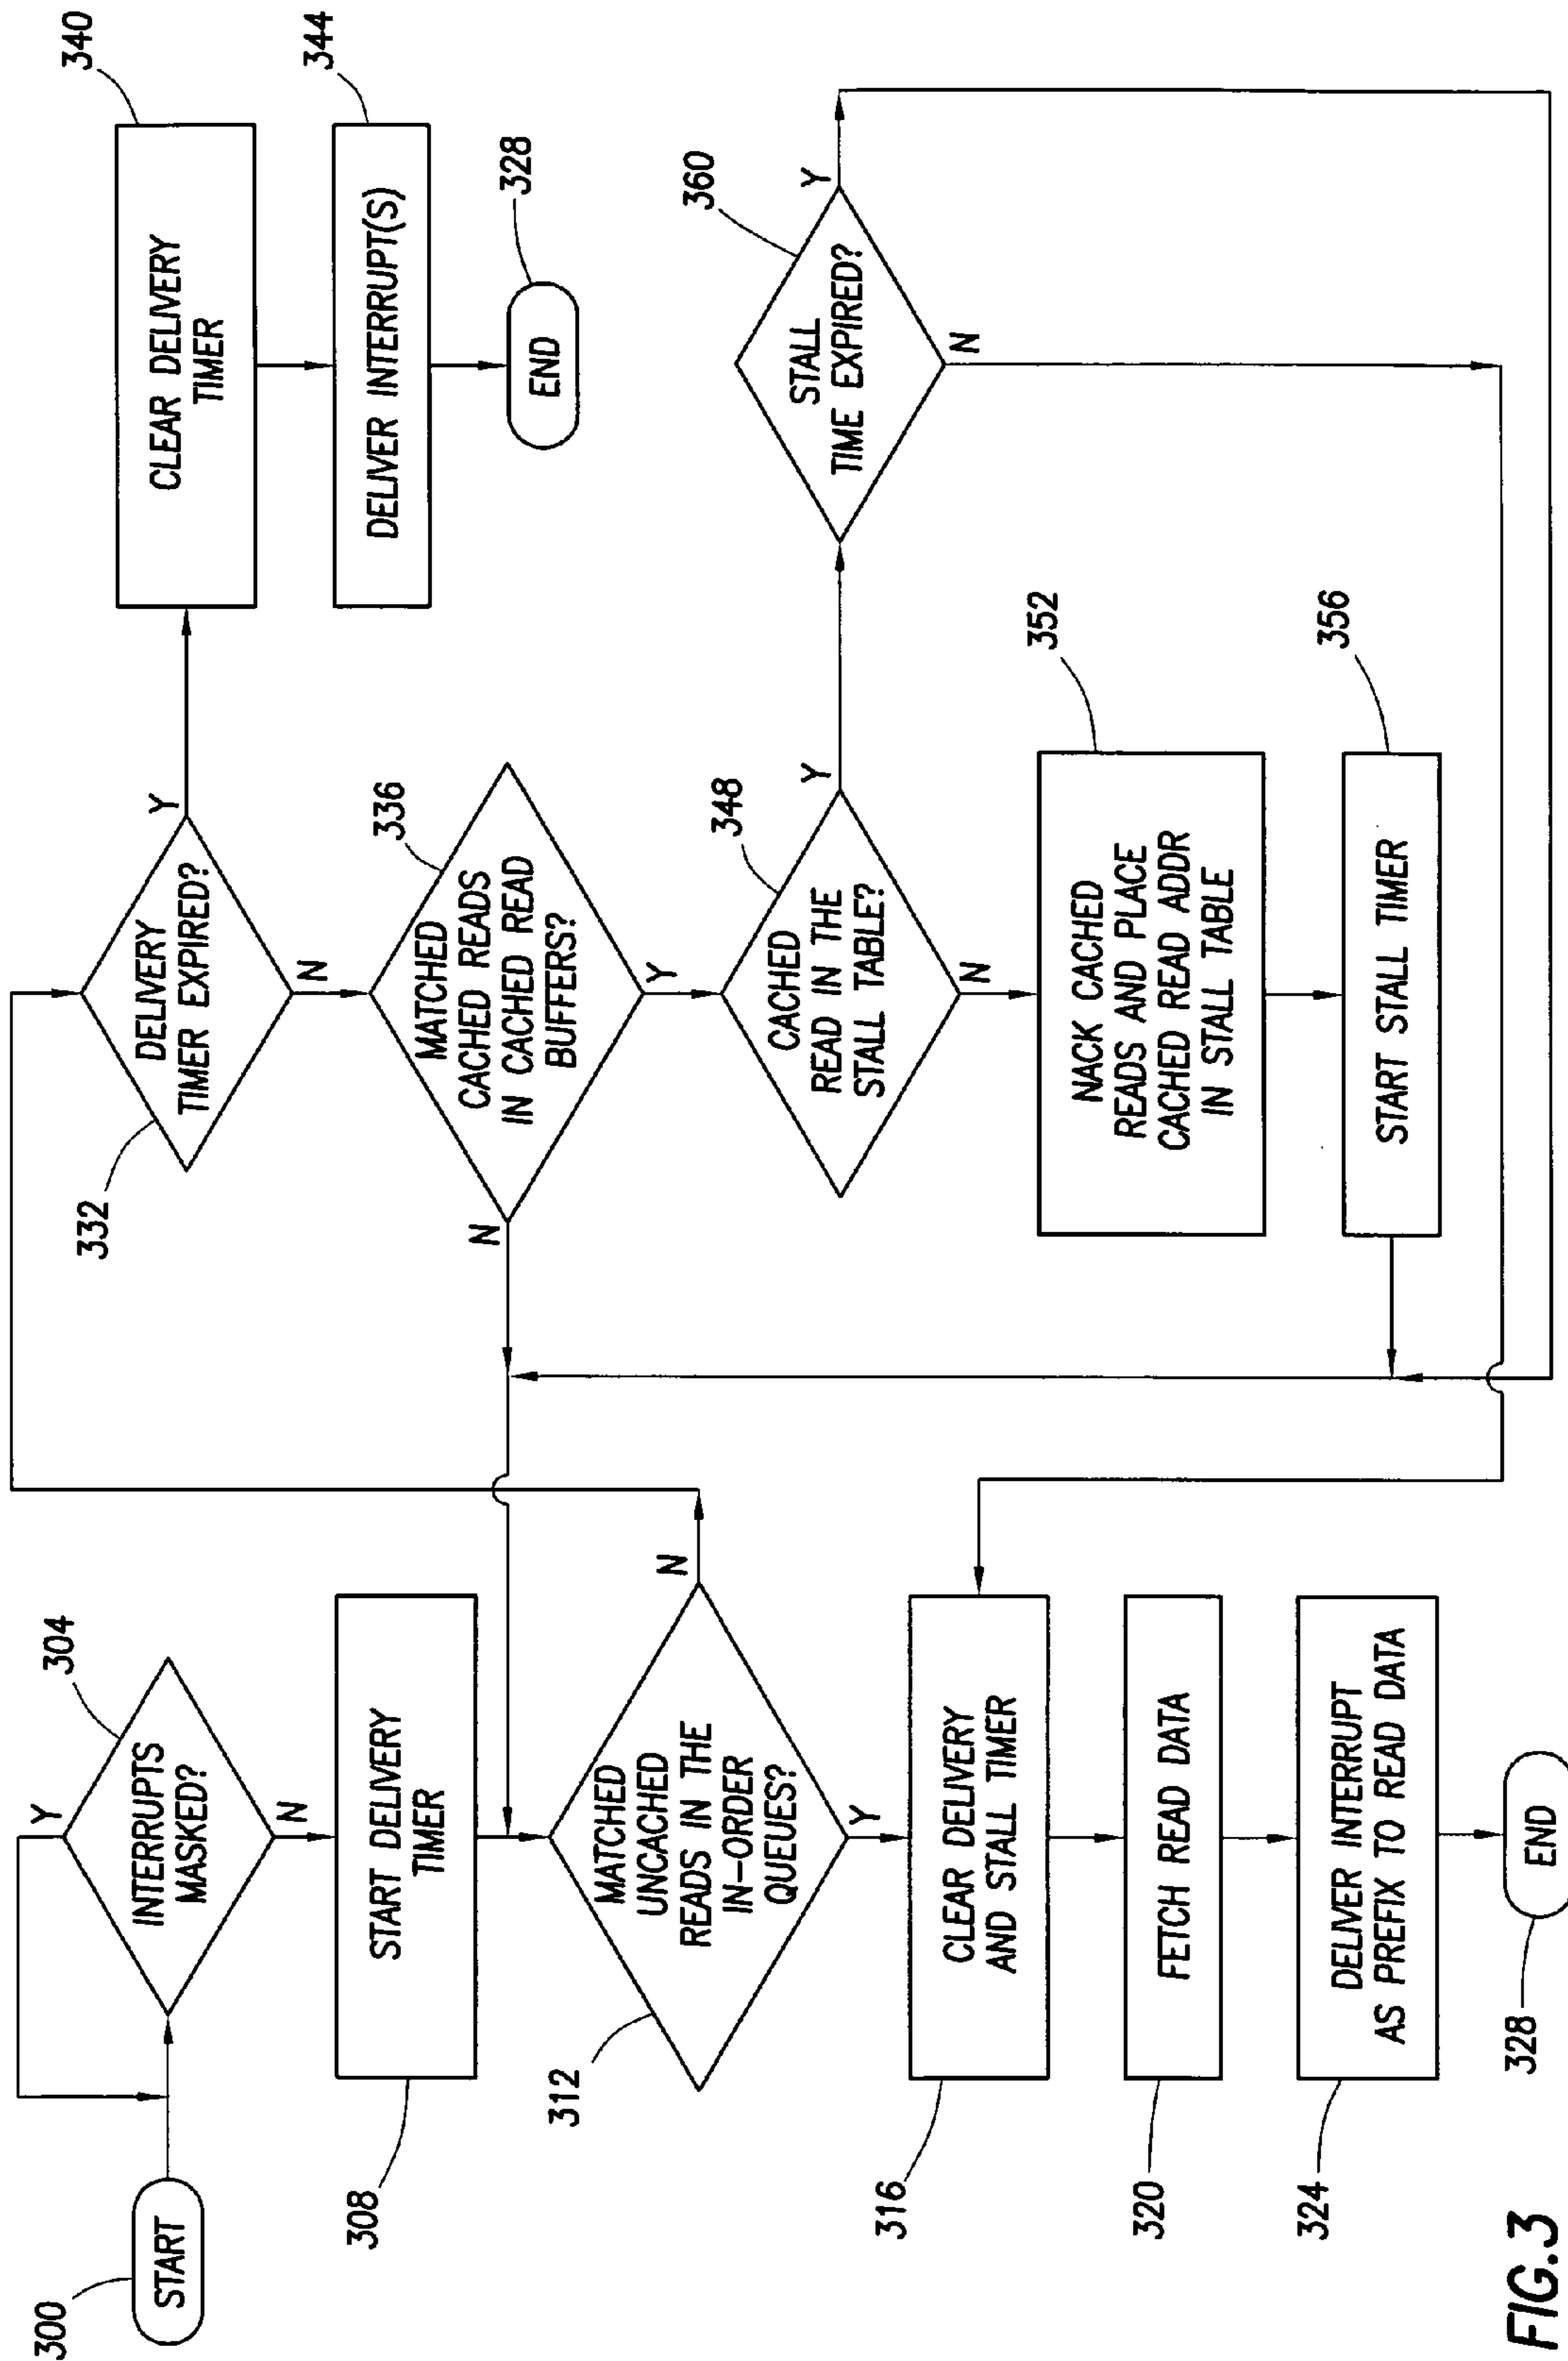 300
START
304
INTERRUPTS
MASKED?
Y
N
308
START DELIVERY
TIMER
312
MATCHED
UNCACHED
READS IN THE
IN-ORDER
QUEUES?
N
Y
316
CLEAR DELIVERY
AND STALL TIMER
320
FETCH READ DATA
324
DELIVER INTERRUPT
AS PREFIX TO READ DATA
328
END
332
DELIVERY
TIMER EXPIRED?
Y
N
336
MATCHED
CACHED READS
IN CACHED READ
BUFFERS?
N
Y
348
CACHED
READ IN THE
STALL TABLE?
Y
N
352
NACK CACHED
READS AND PLACE
CACHED READ ADDR
IN STALL TABLE
356
START STALL TIMER
340
CLEAR DELIVERY
TIMER
344
DELIVER INTERRUPT(S)
328
END
360
STALL
TIME EXPIRED?
Y
N
FIG.3